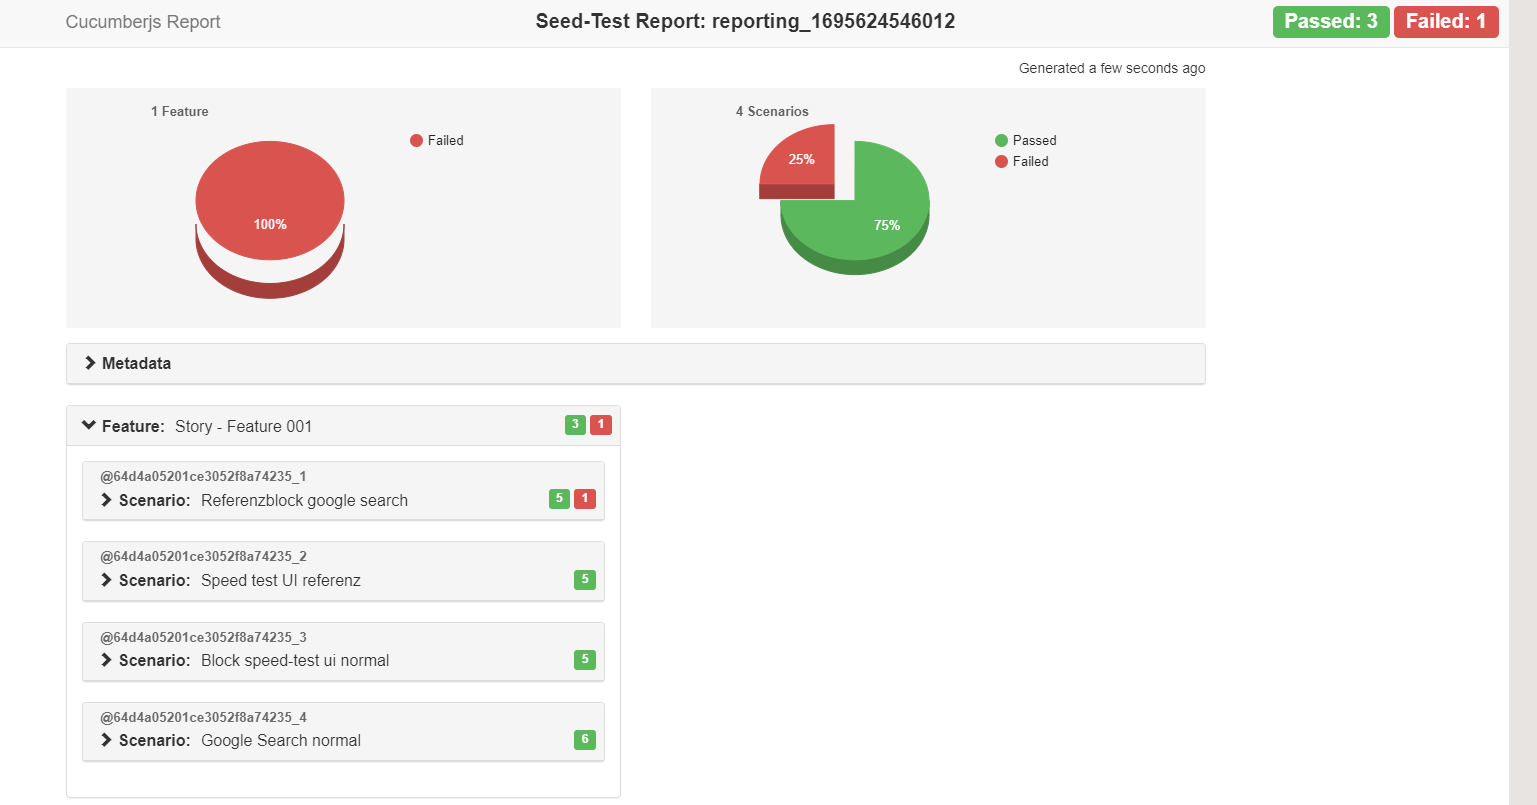 Cucumberjs Report
Seed-Test Report: reporting_1695624546012
Passed: 3 Failed: 1
Generated a few seconds ago
1 Feature
Failed
100%
4 Scenarios
Passed
Failed
25%
75%
Metadata
Feature: Story - Feature 001 3 1
@64d4a05201ce3052f8a74235_1
Scenario: Referenzblock google search 5 1
@64d4a05201ce3052f8a74235_2
Scenario: Speed test UI referenz 5
@64d4a05201ce3052f8a74235_3
Scenario: Block speed-test ui normal 5
@64d4a05201ce3052f8a74235_4
Scenario: Google Search normal 6